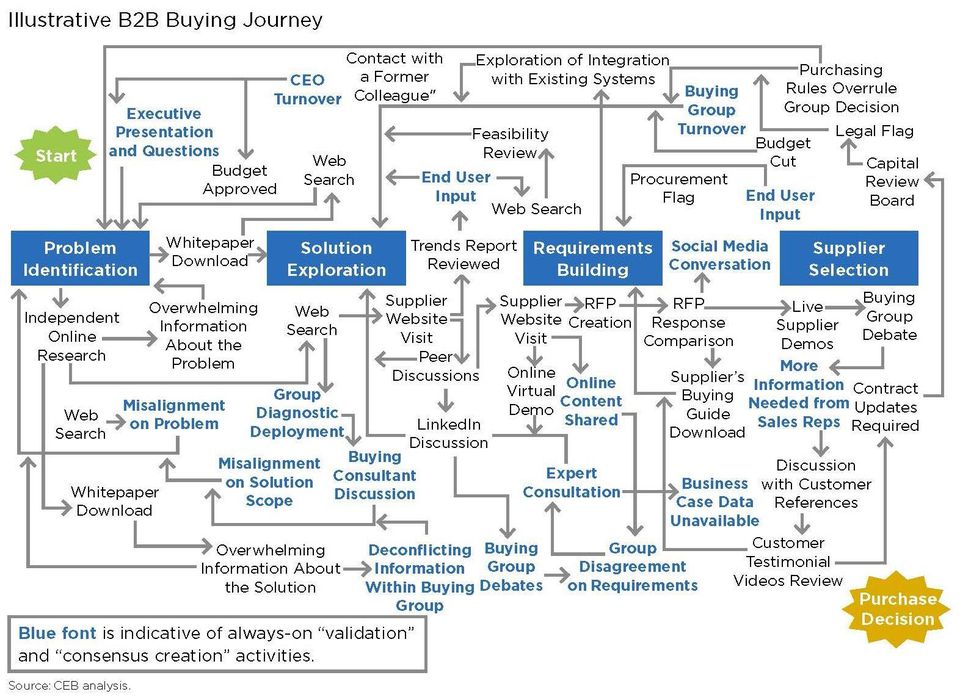 Illustrative B2B Buying Journey
Contact with
a Former
Colleague"
Exploration of Integration
with Existing Systems
Purchasing
Rules Overrule
Group Decision
CEO
Turnover
Executive
Presentation
and Questions
Buying
Group
Turnover
Start
Budget
Approved
Web
Search
Feasibility
Review
Legal Flag
Budget
Cut
Capital
Review
Board
End User
Input
Web Search
Procurement
Flag
End User
Input
Problem
Identification
Whitepaper
Download
Solution
Exploration
Trends Report
Reviewed
Requirements
Building
Social Media
Conversation
Supplier
Selection
Independent
Online
Research
Overwhelming
Information
About the
Problem
Web
Search
Supplier
Website
Visit
Supplier
Website
Visit
RFP
Creation
RFP
Response
Comparison
Live
Supplier
Demos
Buying
Group
Debate
Peer
Discussions
Online
Virtual
Demo
Online
Content
Shared
Supplier's
Buying
Guide
Download
More
Information
Needed from
Sales Reps
Contract
Updates
Required
Web
Search
Misalignment
on Problem
Group
Diagnostic
Deployment
LinkedIn
Discussion
Misalignment
on Solution
Scope
Buying
Consultant
Discussion
Expert
Consultation
Business
Case Data
Unavailable
Discussion
with Customer
References
Whitepaper
Download
Overwhelming
Information About
the Solution
Deconflicting
Information
Within Buying
Group
Buying
Group
Debates
Group
Disagreement
on Requirements
Customer
Testimonial
Videos Review
Purchase
Decision
Blue font is indicative of always-on “validation”
and “consensus creation” activities.
Source: CEB analysis.